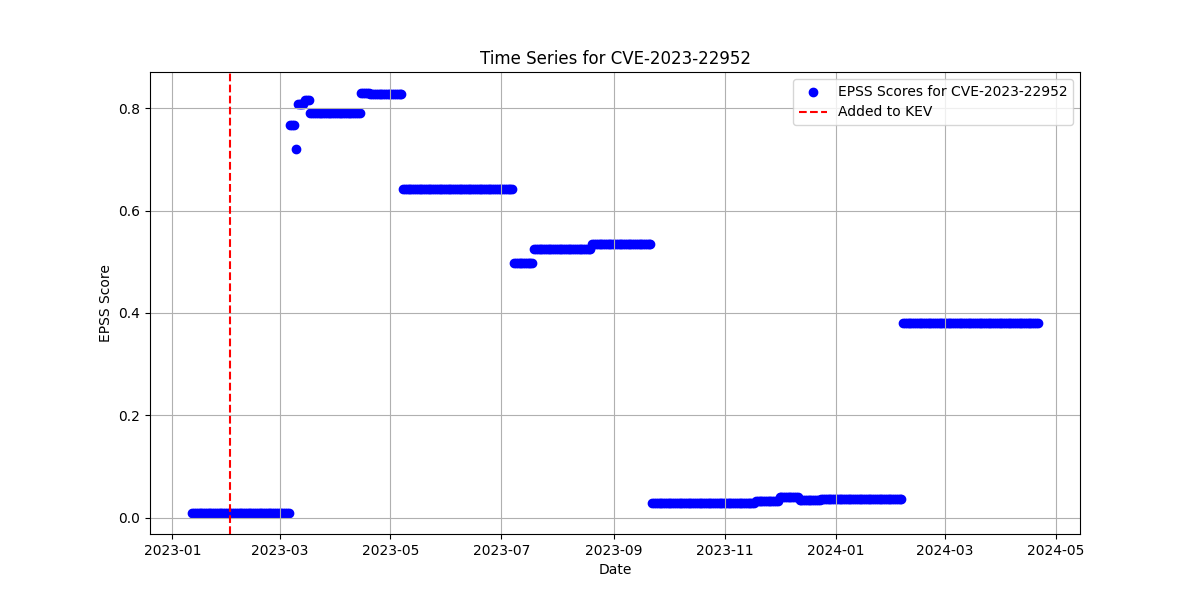 Time Series for CVE-2023-22952
EPSS Scores for CVE-2023-22952
Added to KEV
EPSS Score
0.8
0.6
0.4
0.2
0.0
2023-01 2023-03 2023-05 2023-07 2023-09 2023-11 2024-01 2024-03 2024-05
Date